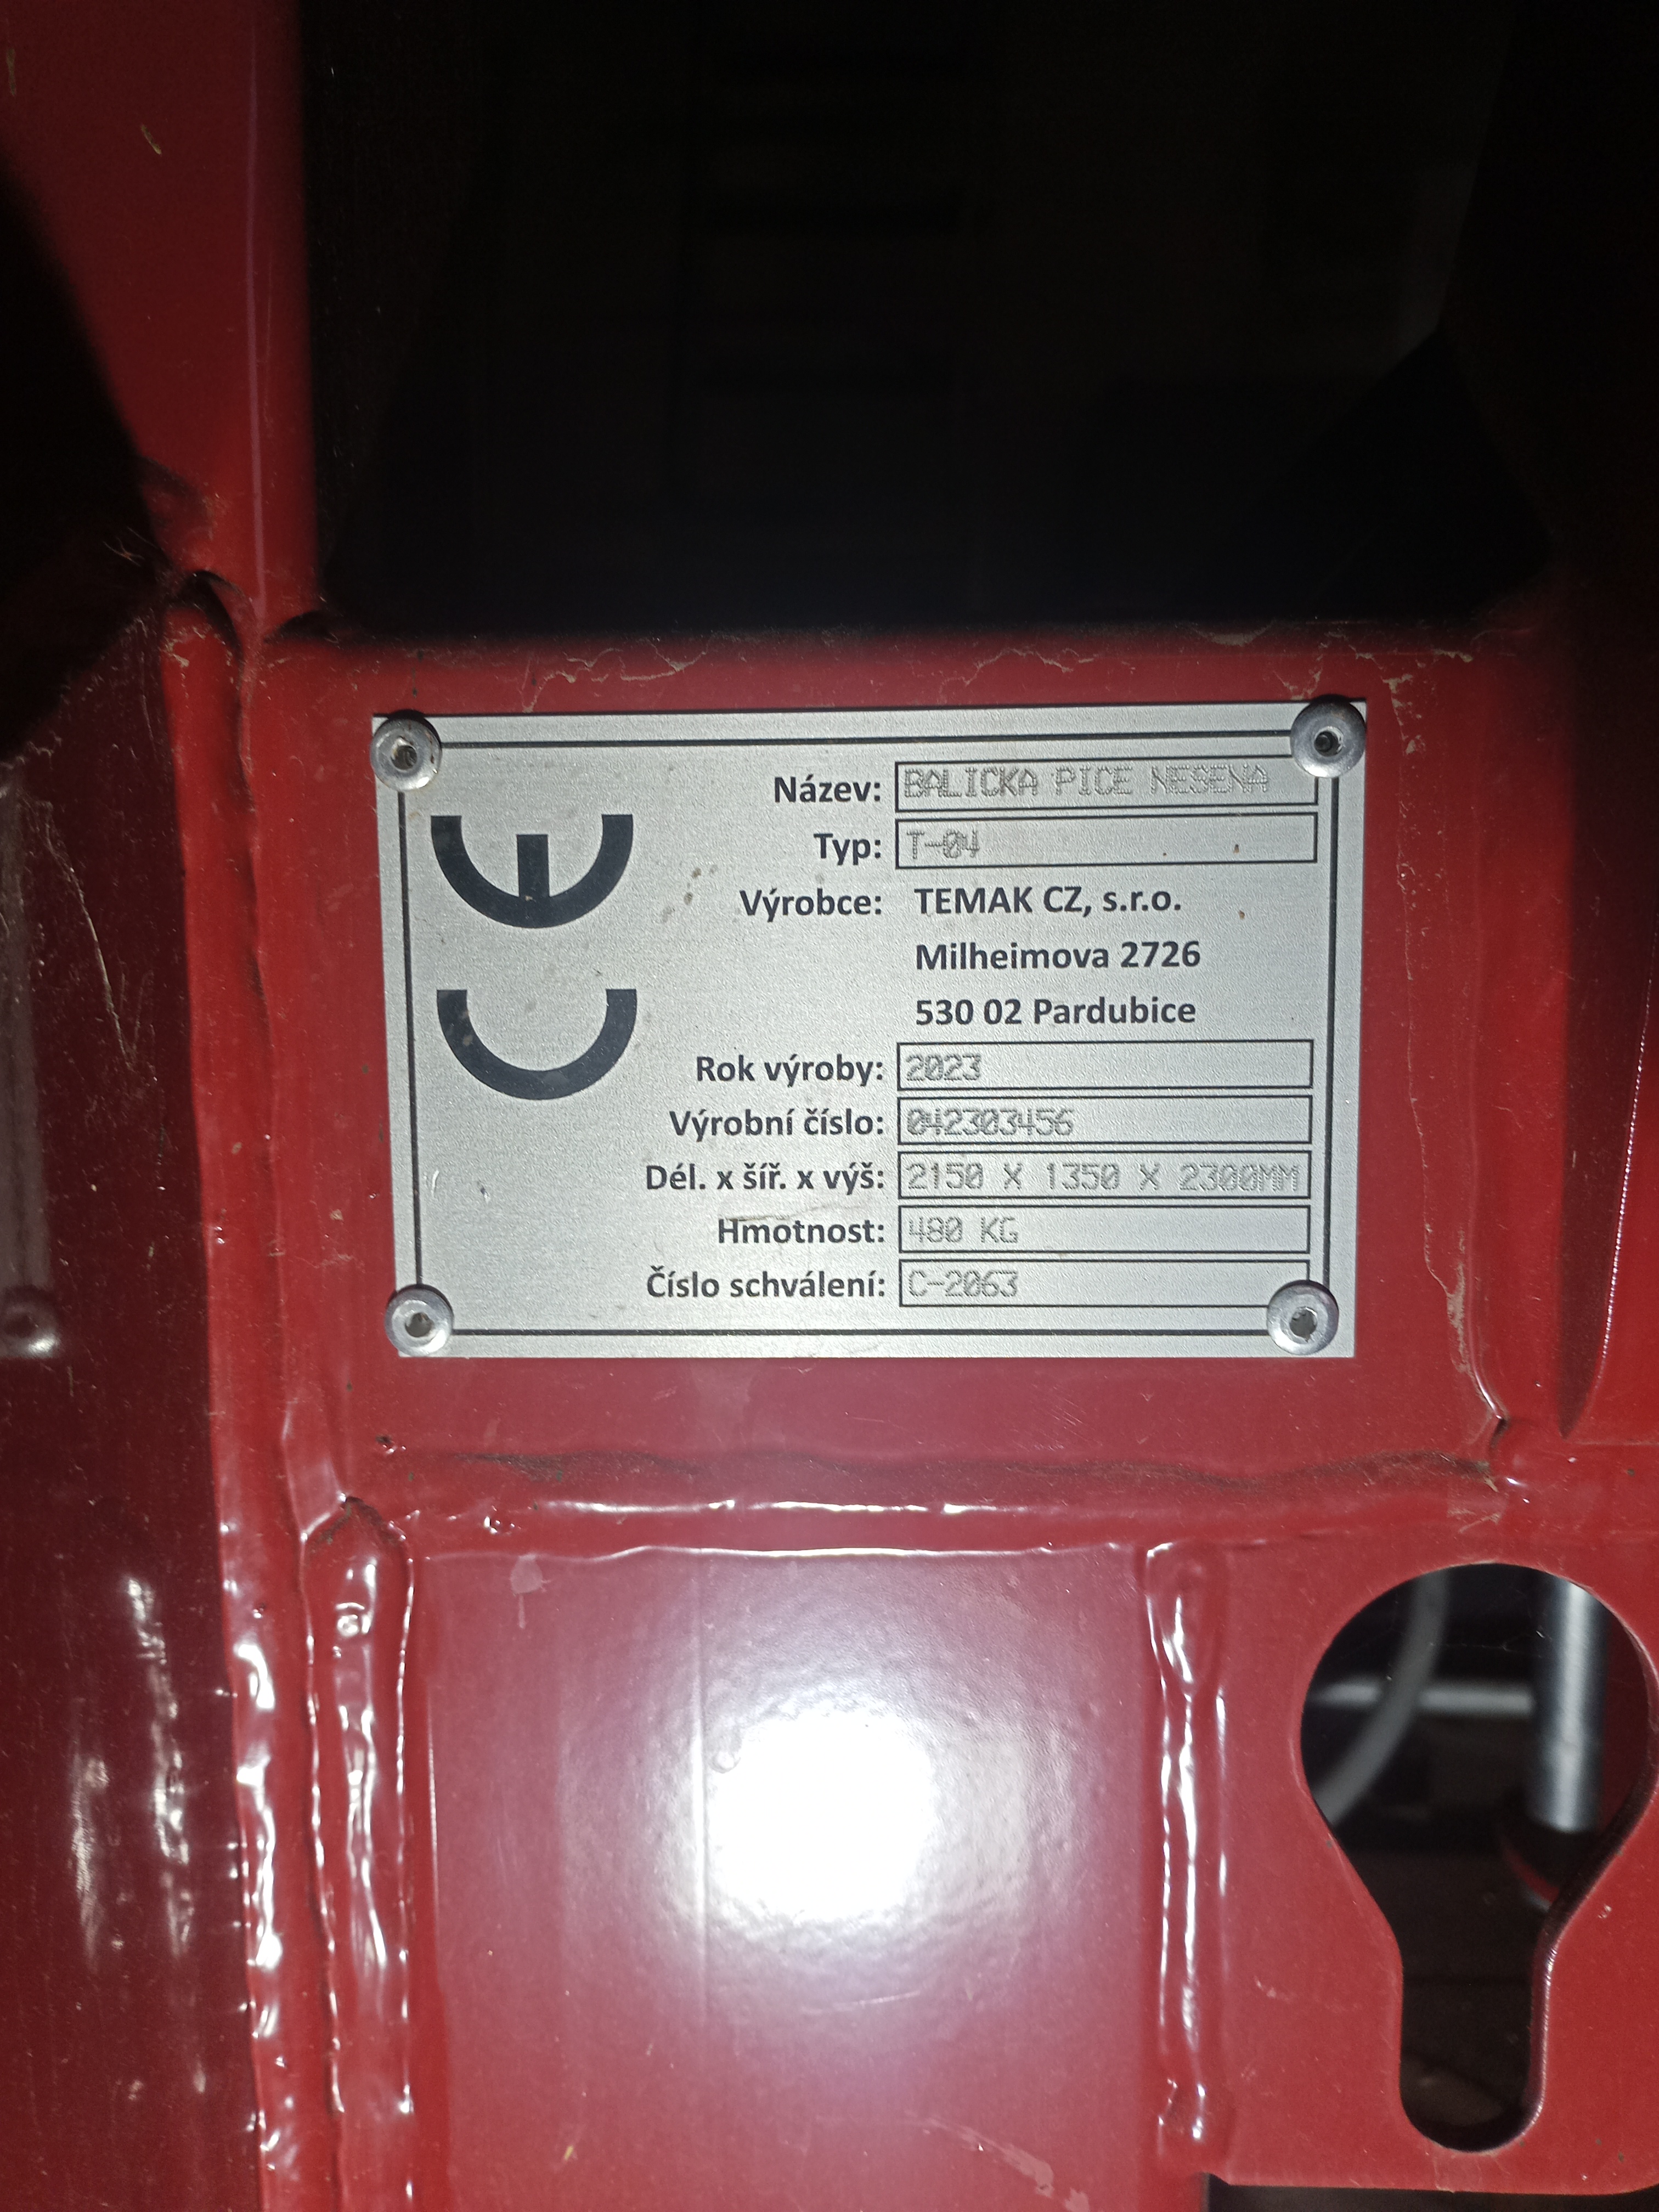 CE
Název: BALICKA PICE NESENA
Typ: T-04
Výrobce: TEMAK CZ, s.r.o.
Milheimova 2726
530 02 Pardubice
Rok výroby: 2023
Výrobní číslo: 042303456
Dél. x šíř. x výš: 2150 X 1350 X 2300MM
Hmotnost: 480 KG
Číslo schválení: C-2063